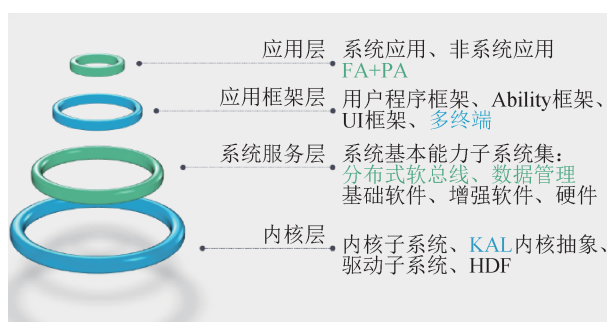 应用层 系统应用、非系统应用
FA+PA
应用框架层 用户程序框架、Ability框架、
UI框架、多终端
系统服务层 系统基本能力子系统集：
分布式软总线、数据管理
基础软件、增强软件、硬件
内核层 内核子系统、KAL内核抽象、
驱动子系统、HDF